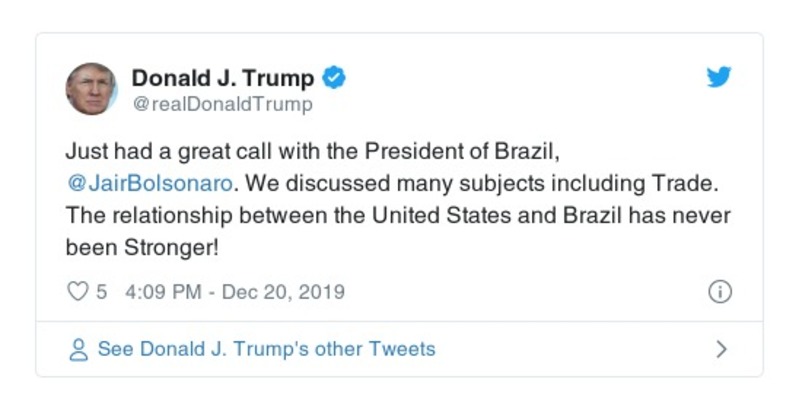 Donald J. Trump
@realDonaldTrump
Just had a great call with the President of Brazil,
@JairBolsonaro. We discussed many subjects including Trade.
The relationship between the United States and Brazil has never
been Stronger!
5 4:09 PM - Dec 20, 2019
See Donald J. Trump's other Tweets